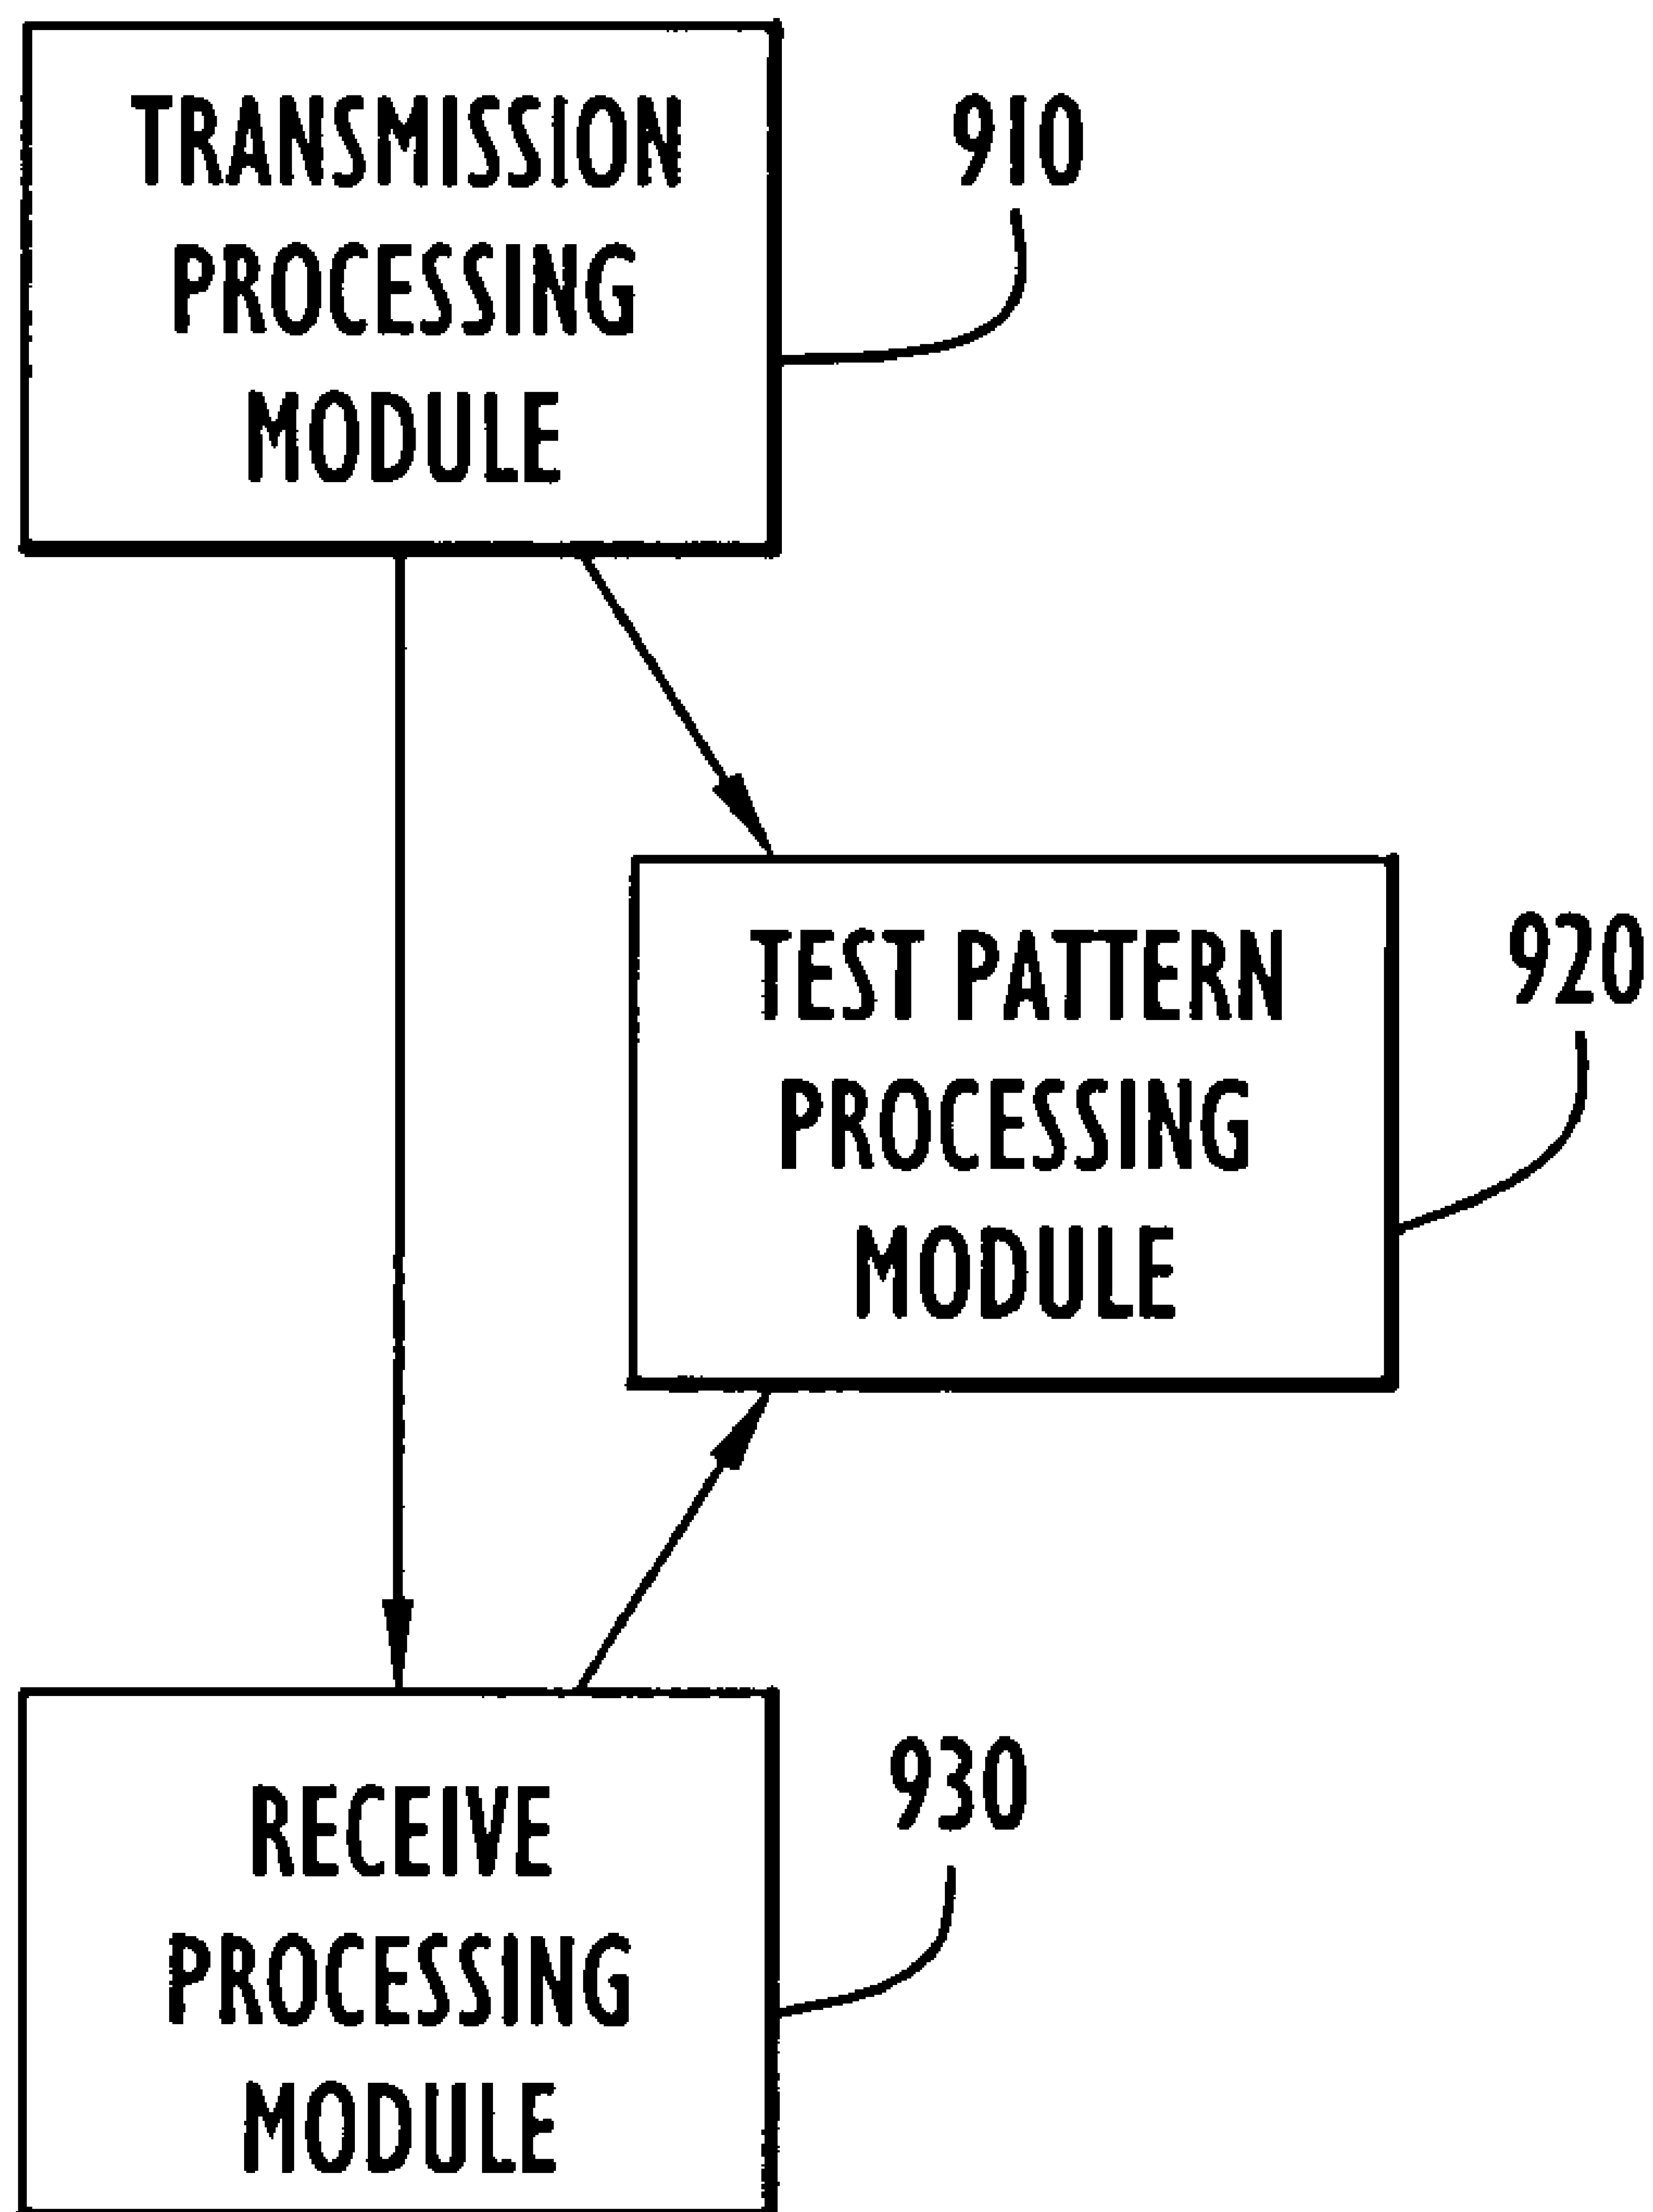 TRANSMISSION
PROCESSING
MODULE
910
TEST PATTERN
PROCESSING
MODULE
920
RECEIVE
PROCESSING
MODULE
930